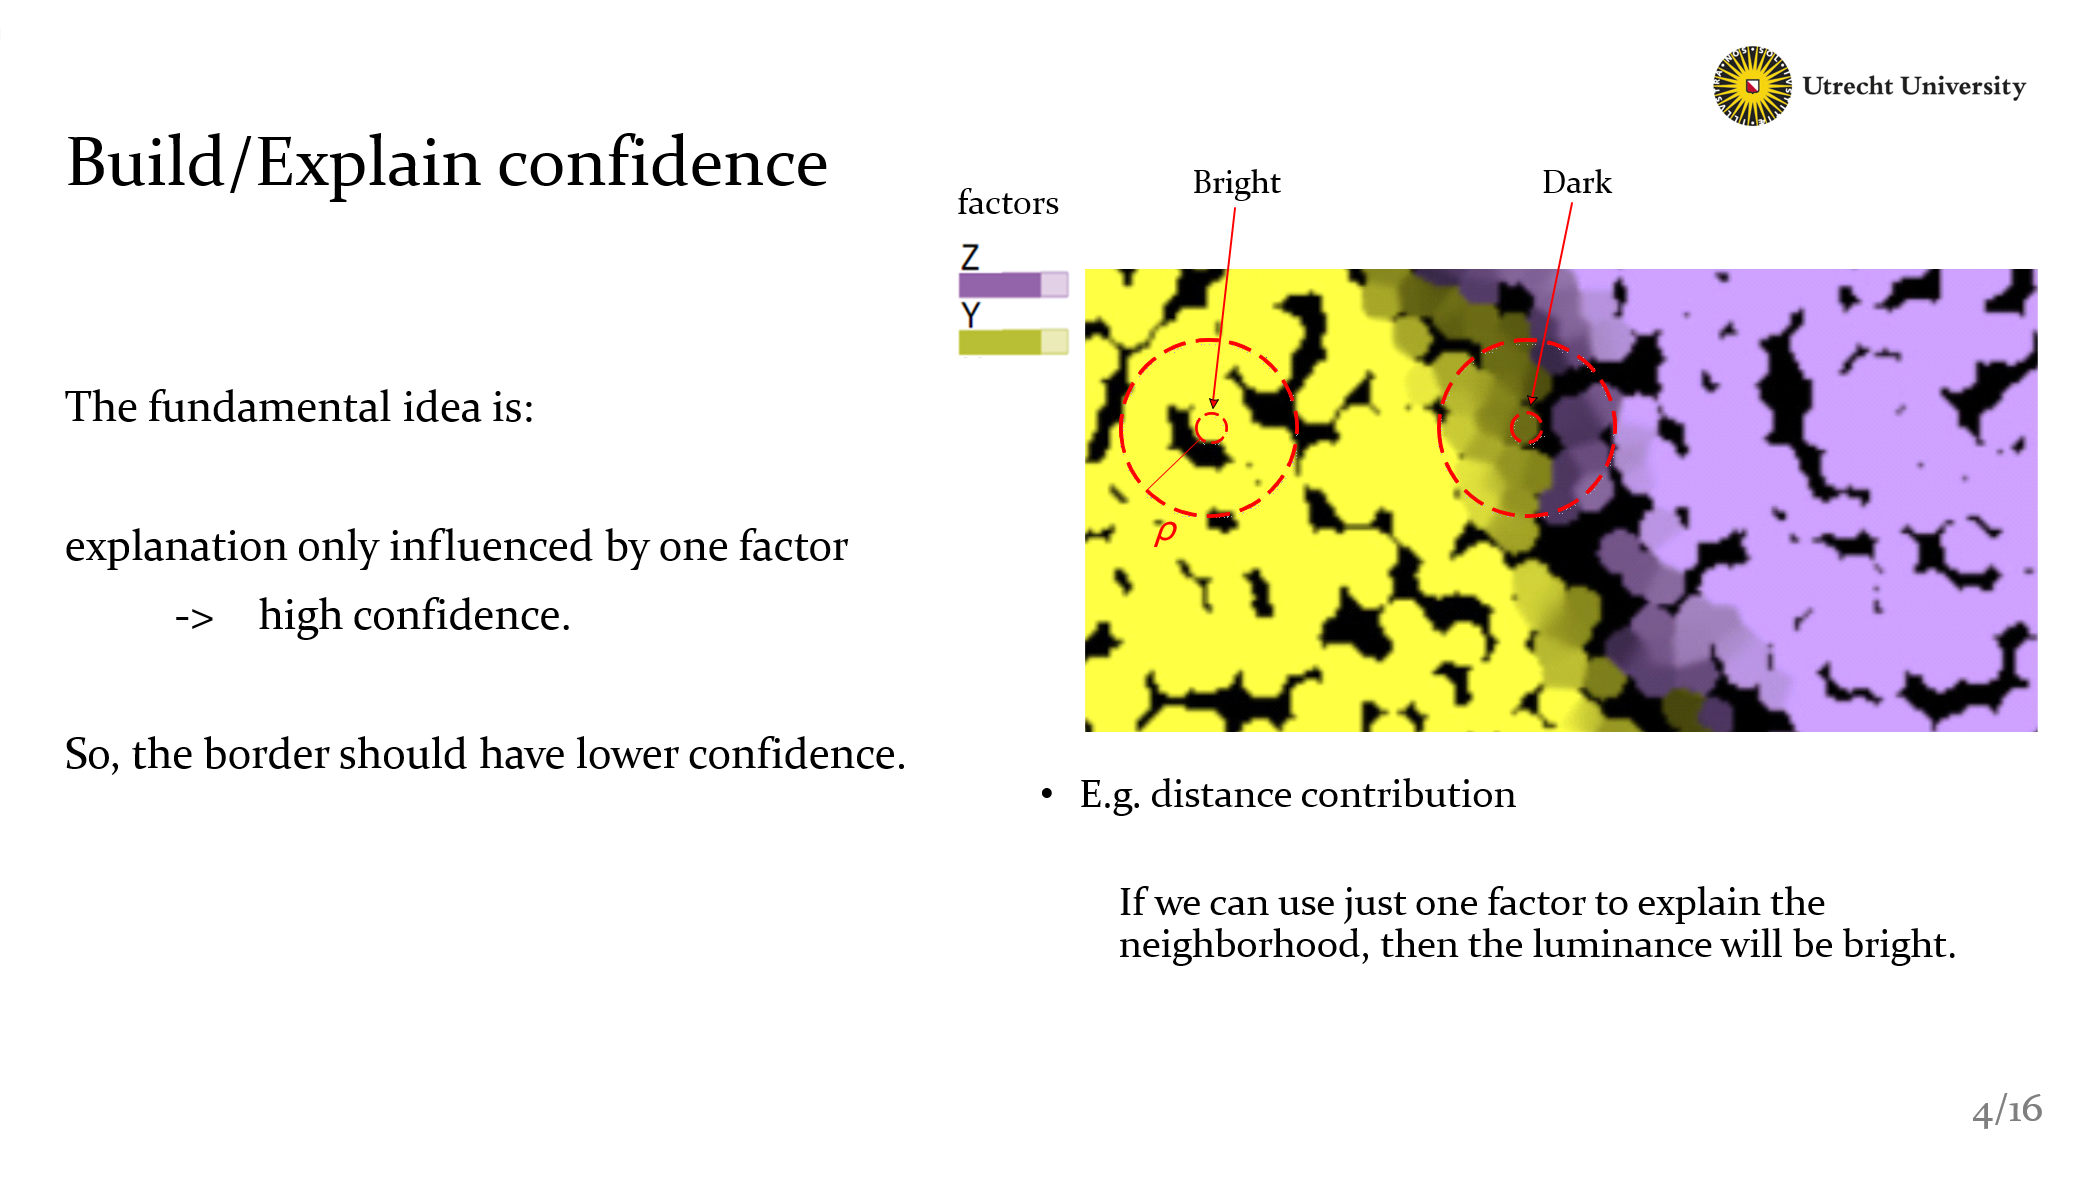 Utrecht University
Build/Explain confidence
factors
Z
Y
Bright
Dark
ρ
The fundamental idea is:
explanation only influenced by one factor
-> high confidence.
So, the border should have lower confidence.
• E.g. distance contribution
If we can use just one factor to explain the
neighborhood, then the luminance will be bright.
4/16